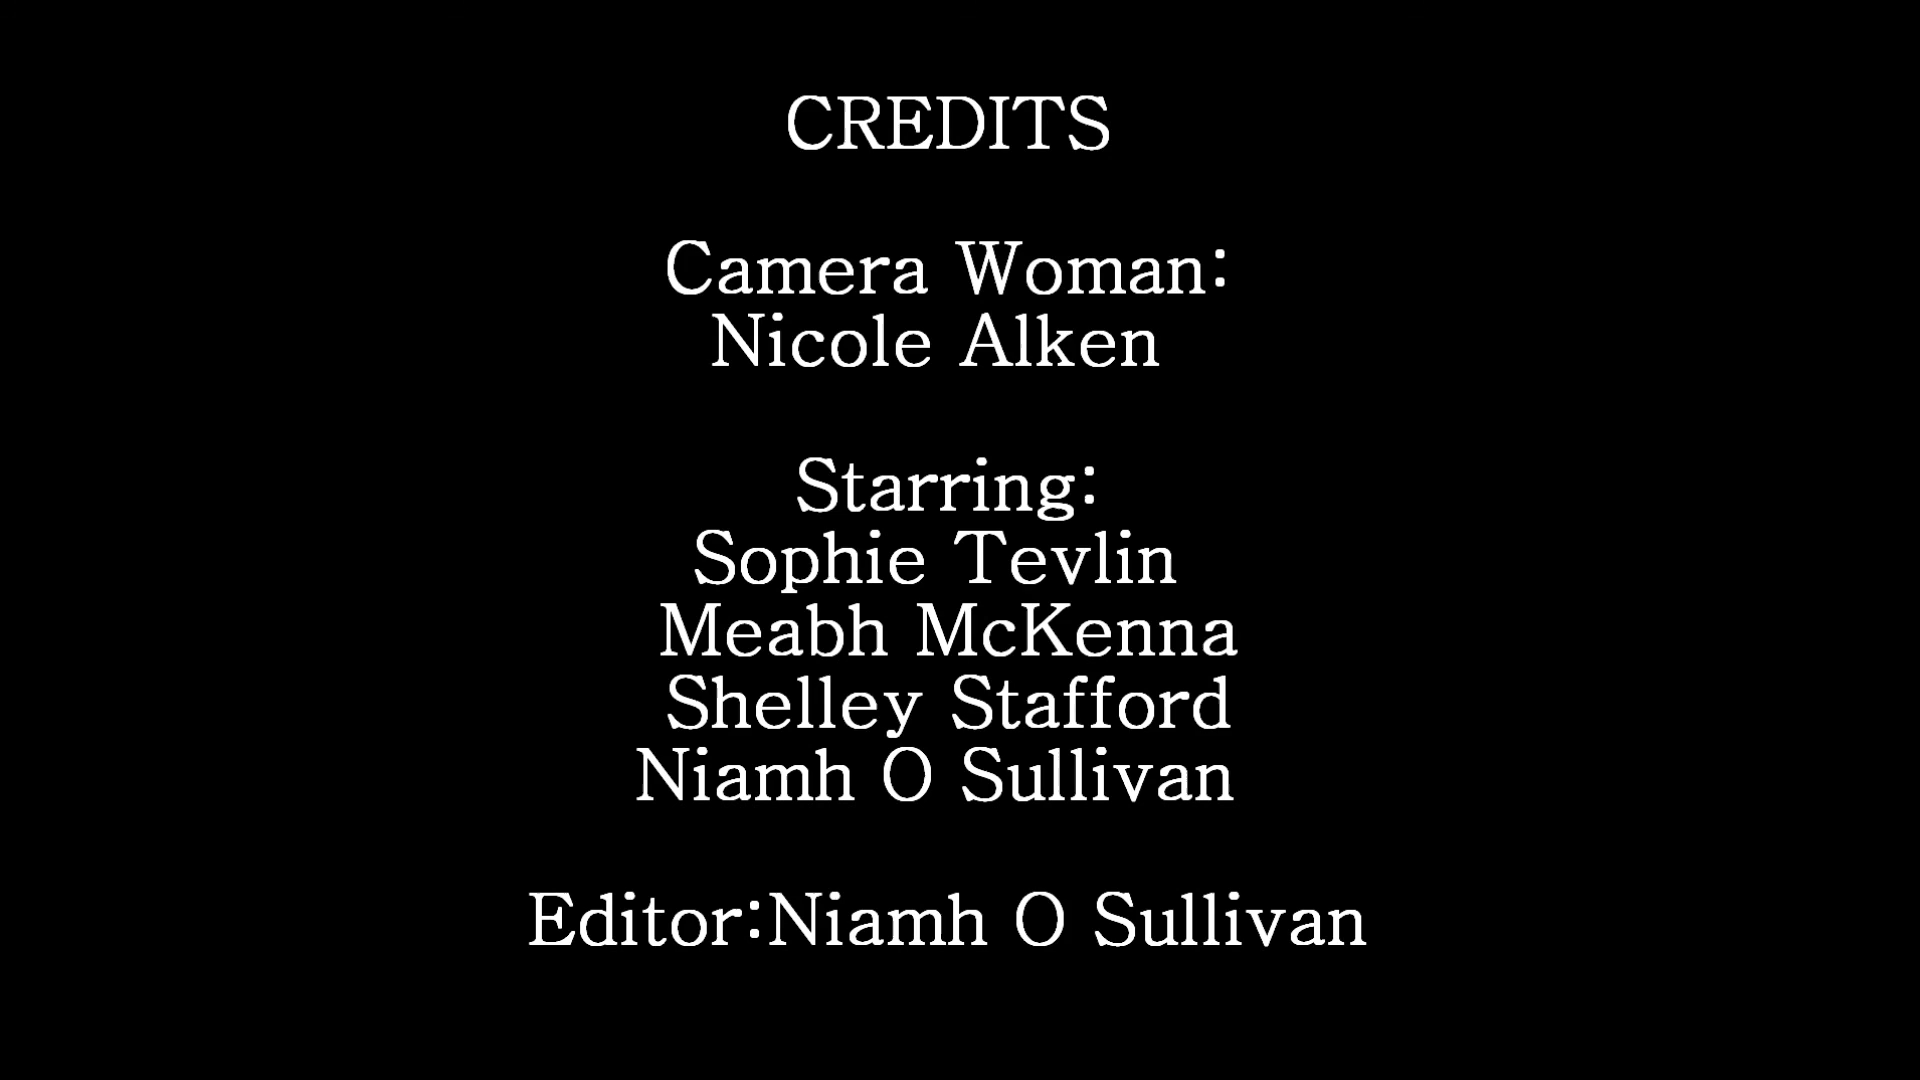 CREDITS
Camera Woman:
Nicole Alken
Starring:
Sophie Tevlin
Meabh McKenna
Shelley Stafford
Niamh O Sullivan
Editor:Niamh O Sullivan